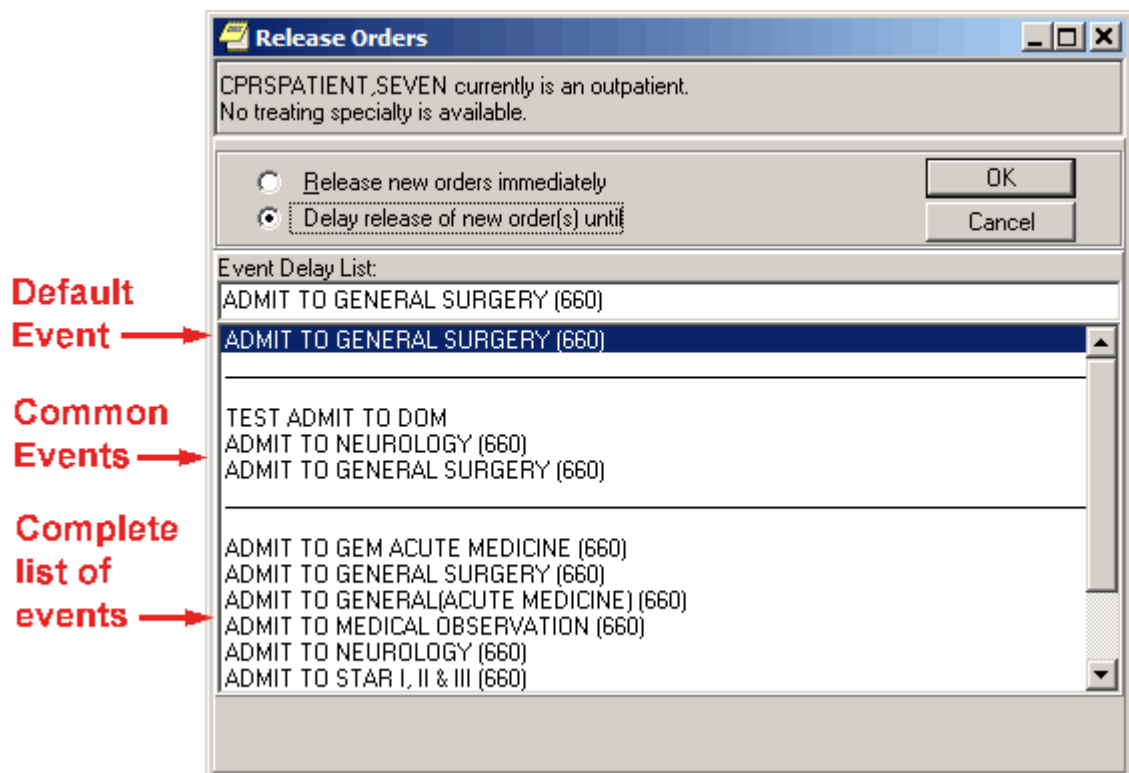 Release Orders
CPRSPATIENT,SEVEN currently is an outpatient.
No treating specialty is available.
Release new orders immediately
OK
Delay release of new order(s) until
Cancel
Event Delay List:
ADMIT TO GENERAL SURGERY (660)
Default
Event
ADMIT TO GENERAL SURGERY (660)
Common
Events
TEST ADMIT TO DOM
ADMIT TO NEUROLOGY (660)
ADMIT TO GENERAL SURGERY (660)
Complete
list of
events
ADMIT TO GEM ACUTE MEDICINE (660)
ADMIT TO GENERAL SURGERY (660)
ADMIT TO GENERAL(ACUTE MEDICINE) (660)
ADMIT TO MEDICAL OBSERVATION (660)
ADMIT TO NEUROLOGY (660)
ADMIT TO STAR I, II & III (660)